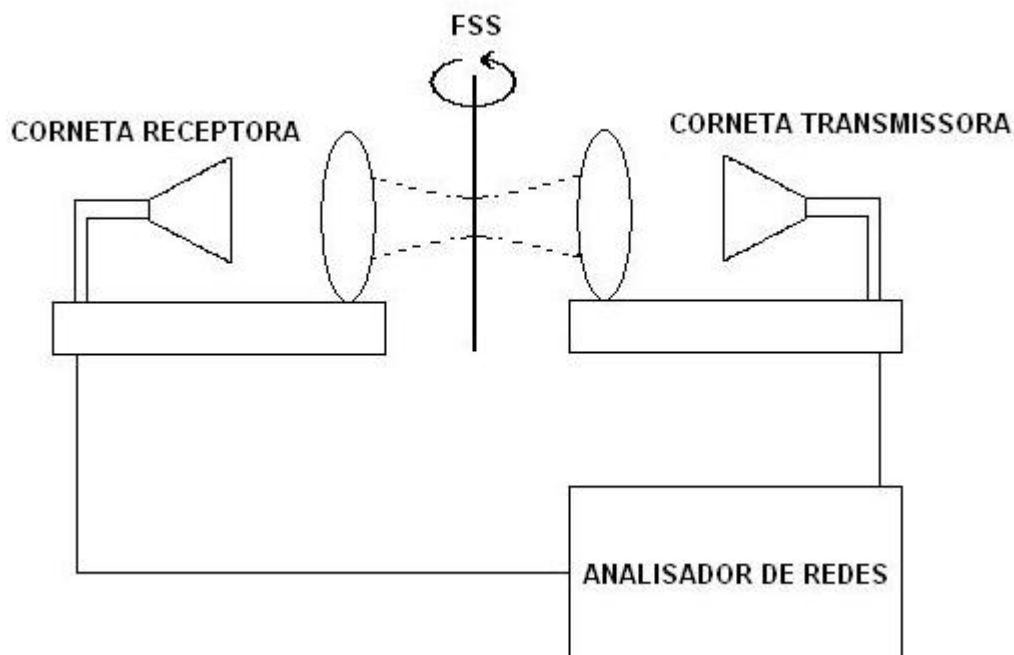 FSS
CORNETA RECEPTORA
CORNETA TRANSMISSORA
ANALISADOR DE REDES